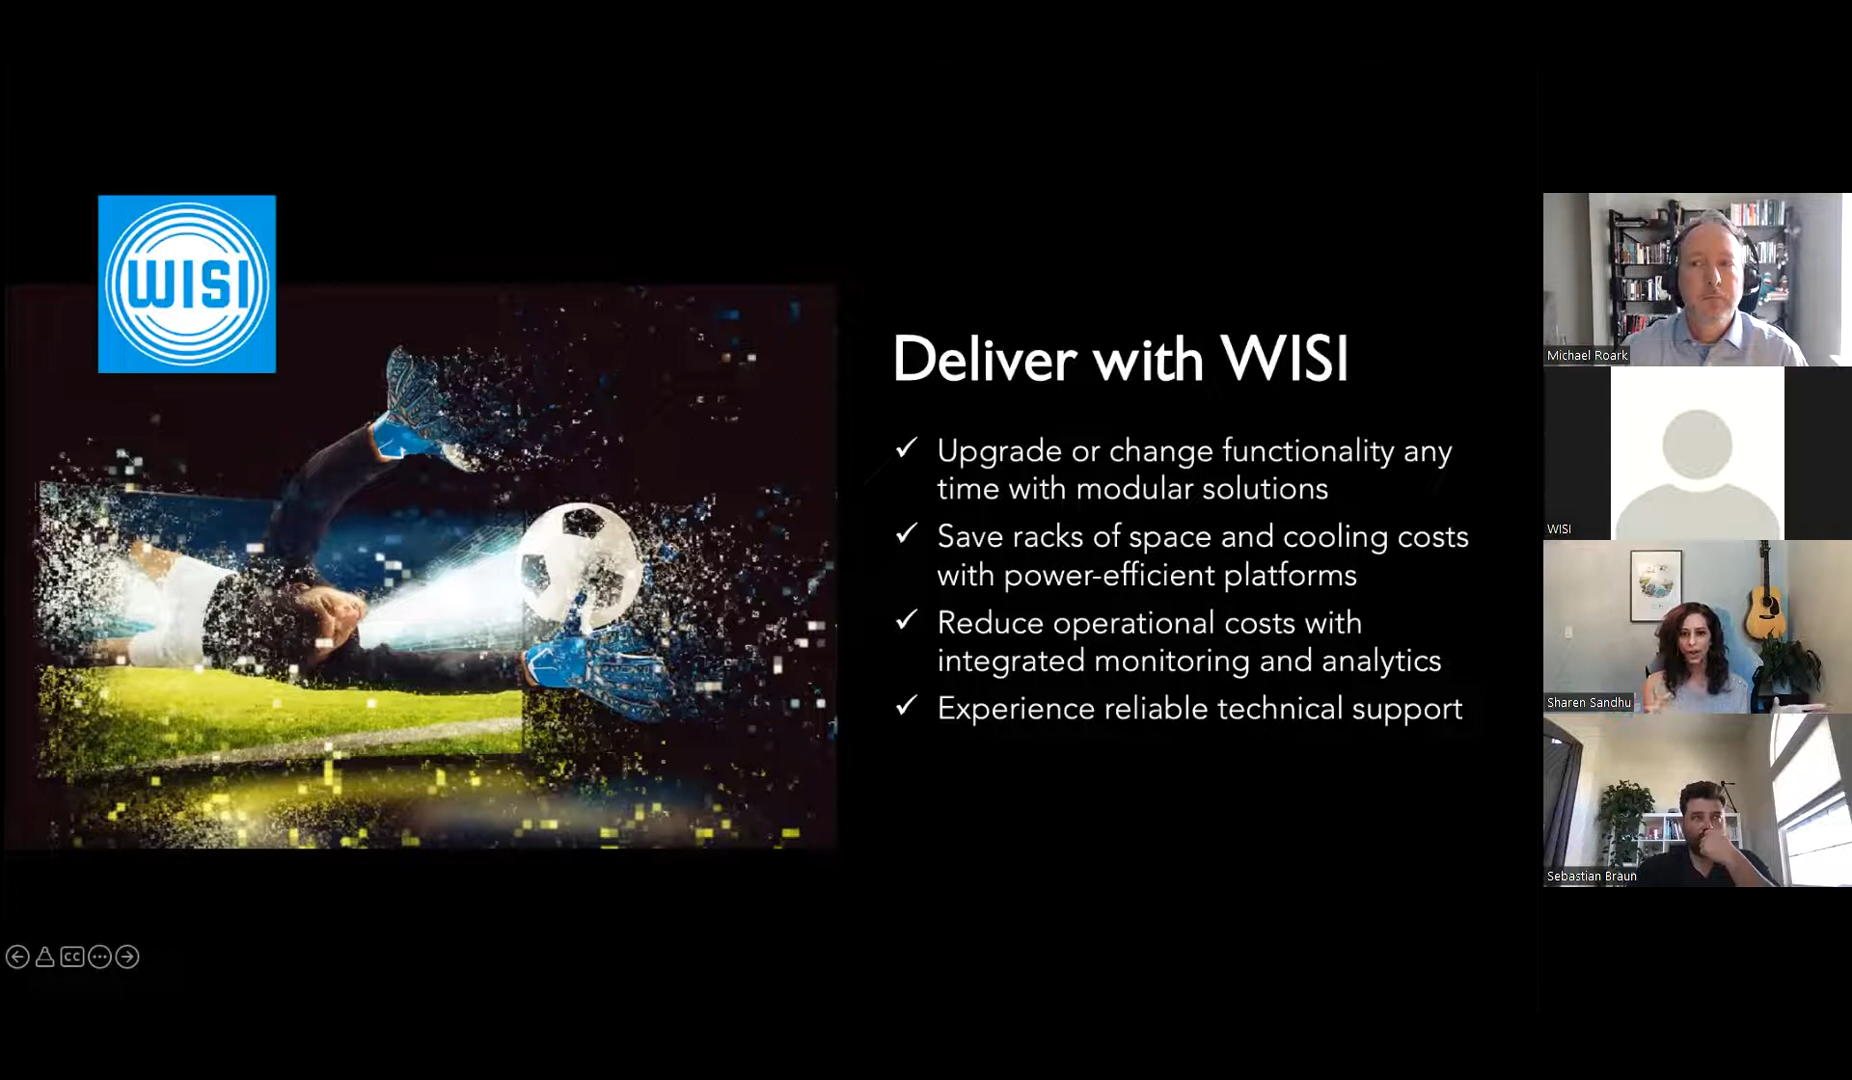 WISI
Deliver with WISI
✓ Upgrade or change functionality any
time with modular solutions
✓ Save racks of space and cooling costs
with power-efficient platforms
✓ Reduce operational costs with
integrated monitoring and analytics
✓ Experience reliable technical support
Michael Roark
WISI
Sharen Sandhu
Sebastian Braun
CC